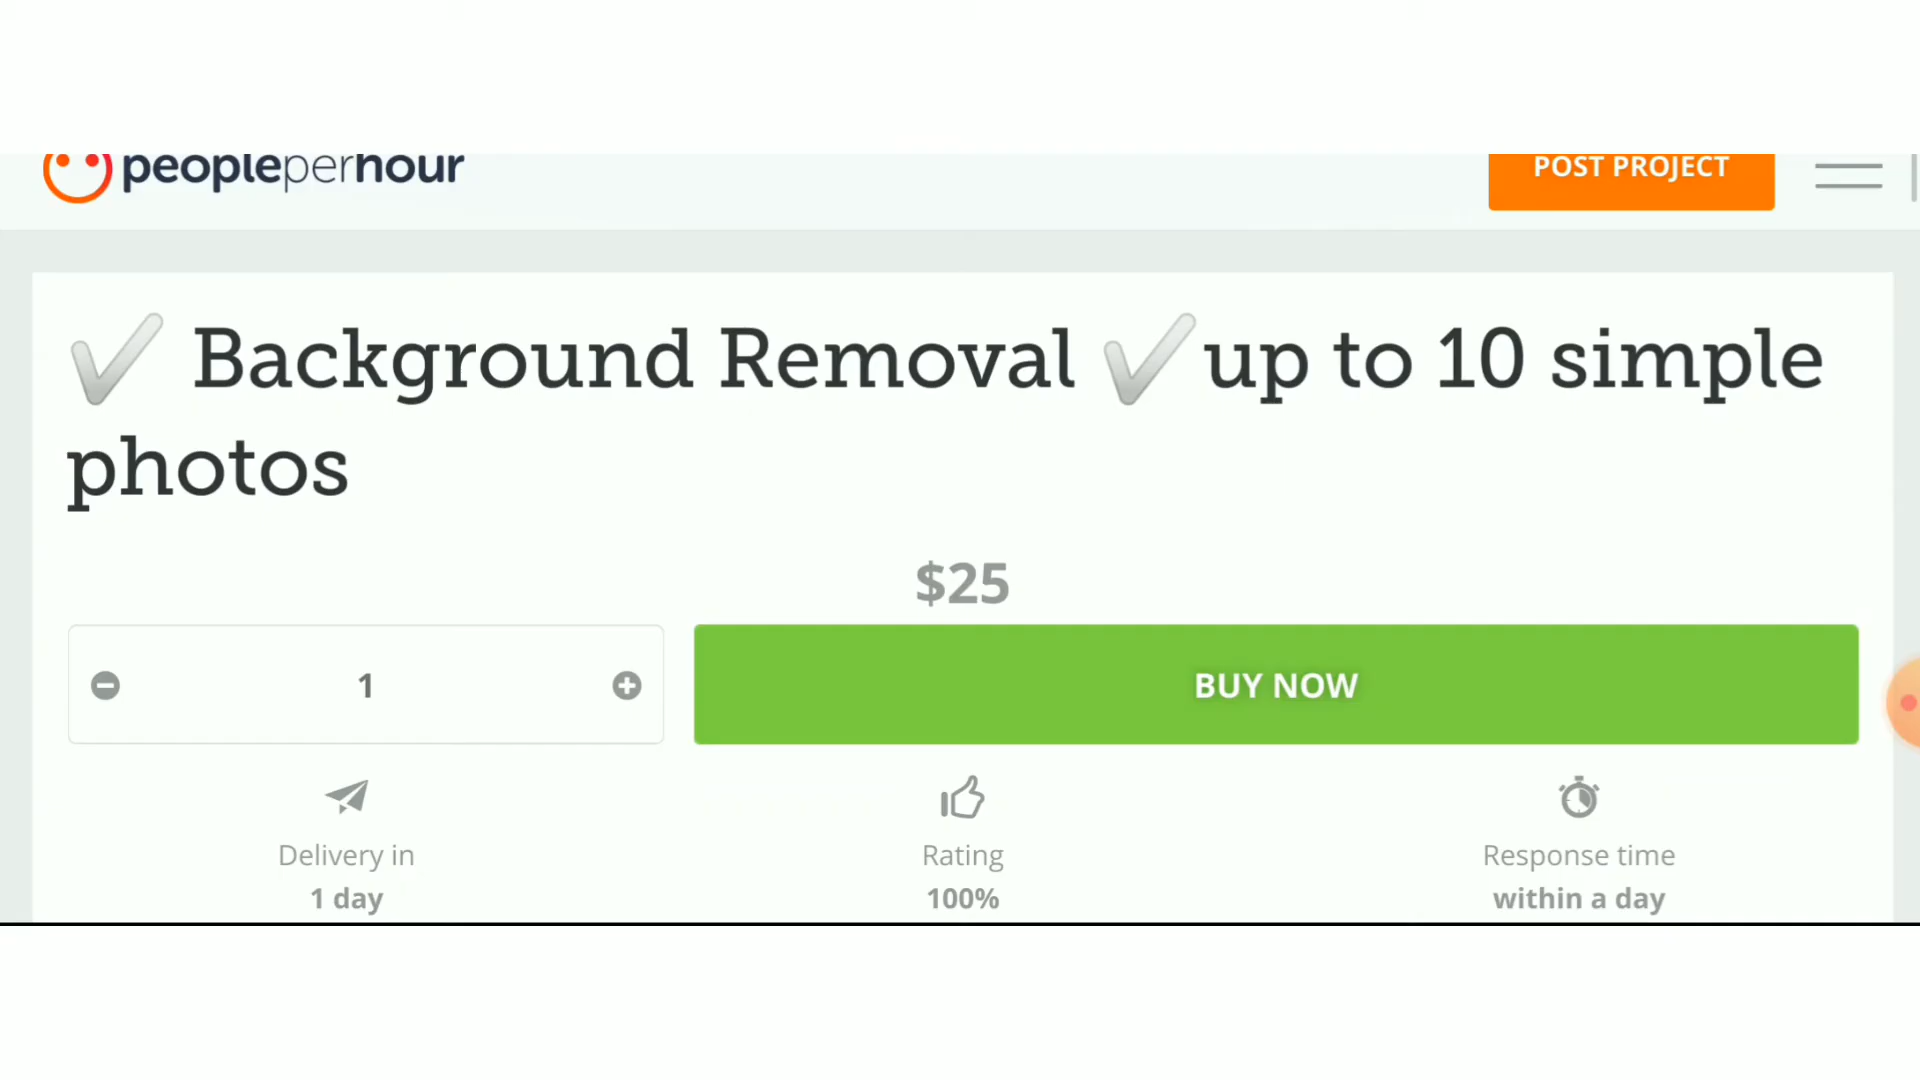 peopleperhour
POST PROJECT
✔ Background Removal ✔up to 10 simple
photos
$25
1
BUY NOW
Delivery in
Rating
Response time
1 day
100%
within a day